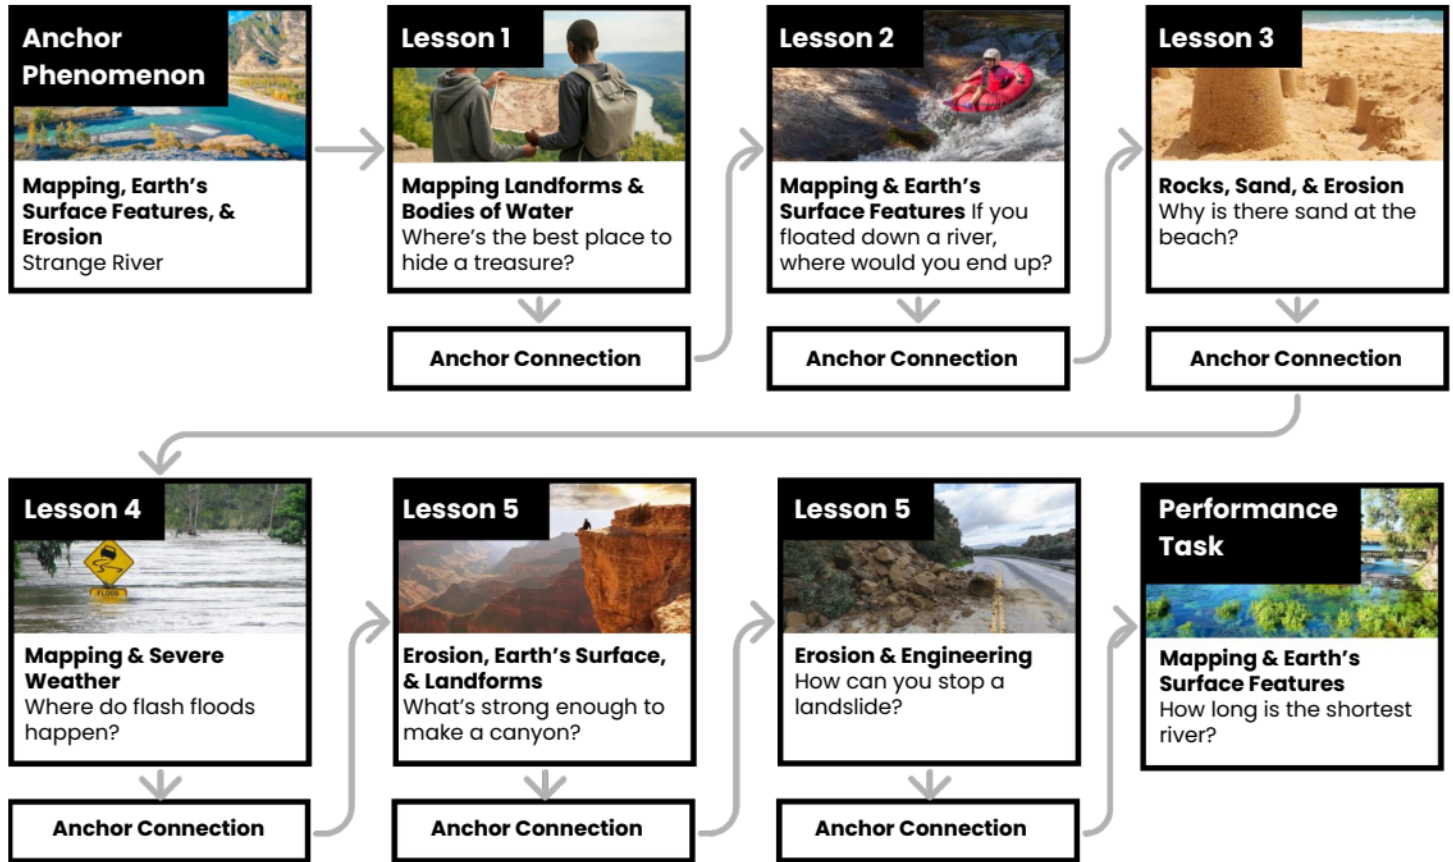 Anchor
Phenomenon
Mapping, Earth's
Surface Features, &
Erosion
Strange River
Lesson 1
Mapping Landforms &
Bodies of Water
Where's the best place to
hide a treasure?
Anchor Connection
Lesson 2
Mapping & Earth's
Surface Features If you
floated down a river,
where would you end up?
Anchor Connection
Lesson 3
Rocks, Sand, & Erosion
Why is there sand at the
beach?
Anchor Connection
Lesson 4
FLOOD
Mapping & Severe
Weather
Where do flash floods
happen?
Anchor Connection
Lesson 5
Erosion, Earth's Surface,
& Landforms
What's strong enough to
make a canyon?
Anchor Connection
Lesson 5
Erosion & Engineering
How can you stop a
landslide?
Anchor Connection
Performance
Task
Mapping & Earth's
Surface Features
How long is the shortest
river?